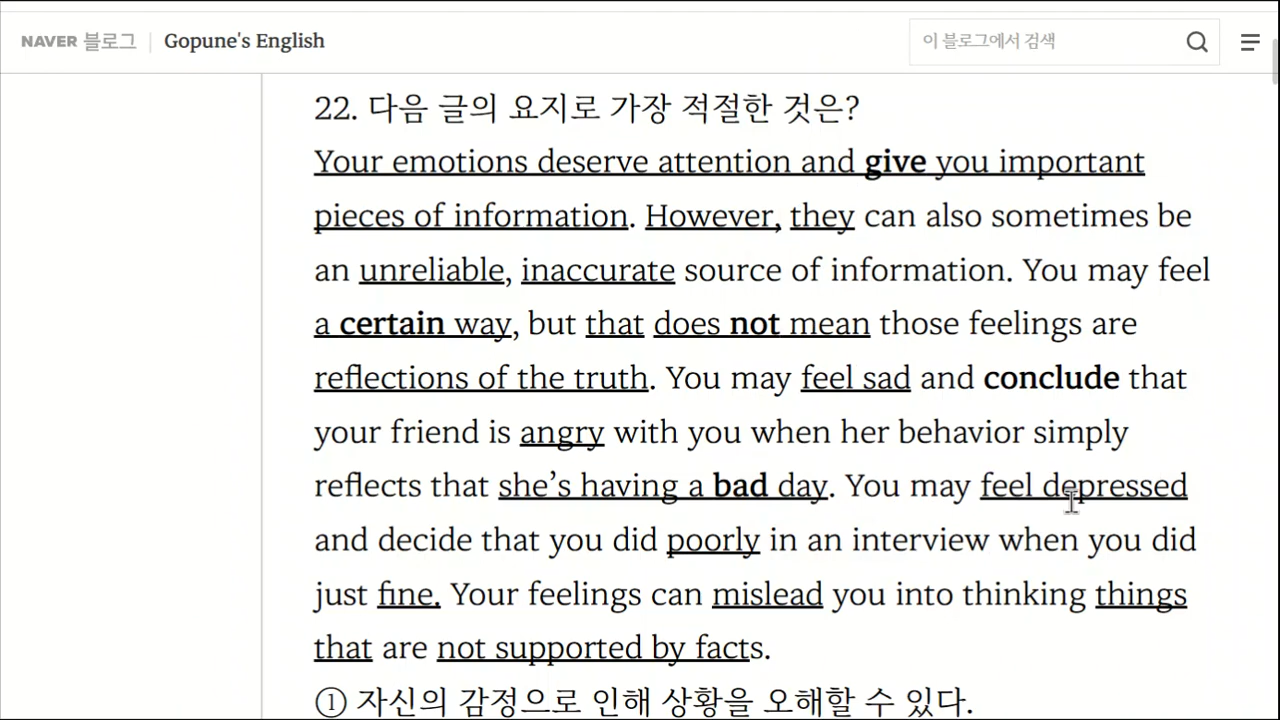 NAVER 블로그 | Gopune's English
이 블로그에서 검색
22. 다음 글의 요지로 가장 적절한 것은?
Your emotions deserve attention and give you important
pieces of information. However, they can also sometimes be
an unreliable, inaccurate source of information. You may feel
a certain way, but that does not mean those feelings are
reflections of the truth. You may feel sad and conclude that
your friend is angry with you when her behavior simply
reflects that she’s having a bad day. You may feel depressed
and decide that you did poorly in an interview when you did
just fine. Your feelings can mislead you into thinking things
that are not supported by facts.
① 자신의 감정으로 인해 상황을 오해할 수 있다.